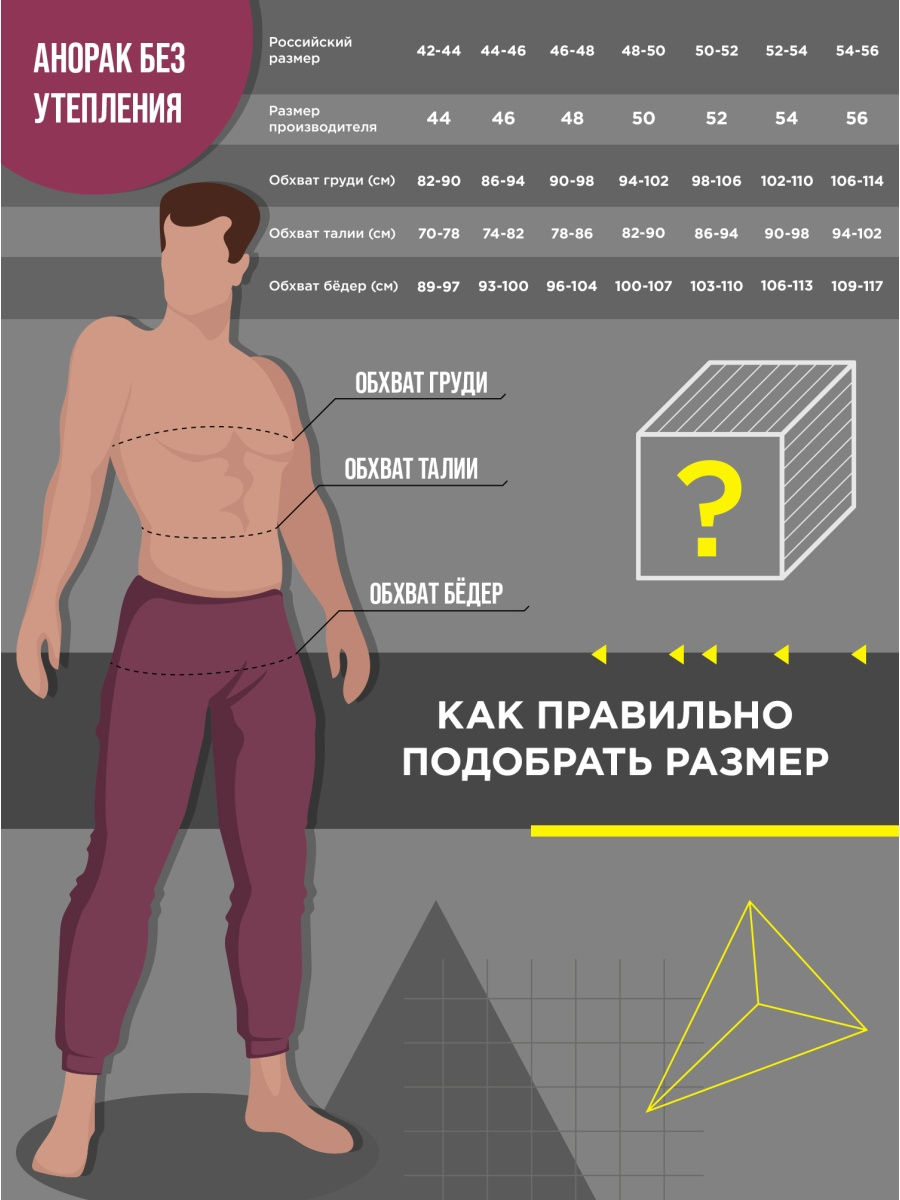 АНОРАК БЕЗ
УТЕПЛЕНИЯ
Российский
размер
42-44 44-46 46-48 48-50 50-52 52-54 54-56
Размер
производителя
44 46 48 50 52 54 56
Обхват груди (см) 82-90 86-94 90-98 94-102 98-106 102-110 106-114
Обхват талии (см) 70-78 74-82 78-86 82-90 86-94 90-98 94-102
Обхват бёдер (см) 89-97 93-100 96-104 100-107 103-110 106-113 109-117
ОБХВАТ ГРУДИ
ОБХВАТ ТАЛИИ
?
ОБХВАТ БЁДЕР
КАК ПРАВИЛЬНО
ПОДОБРАТЬ РАЗМЕР